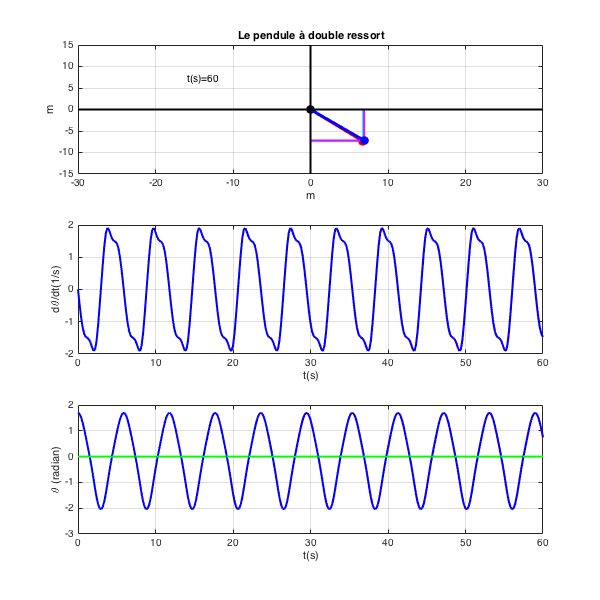 Le pendule à double ressort
15
10
5
0
-5
-10
-15
m
t(s)=60
-30 -20 -10 0 10 20 30
m
2
1
0
-1
-2
dθ/dt(1/s)
0 10 20 30 40 50 60
t(s)
2
1
0
-1
-2
-3
θ (radian)
0 10 20 30 40 50 60
t(s)